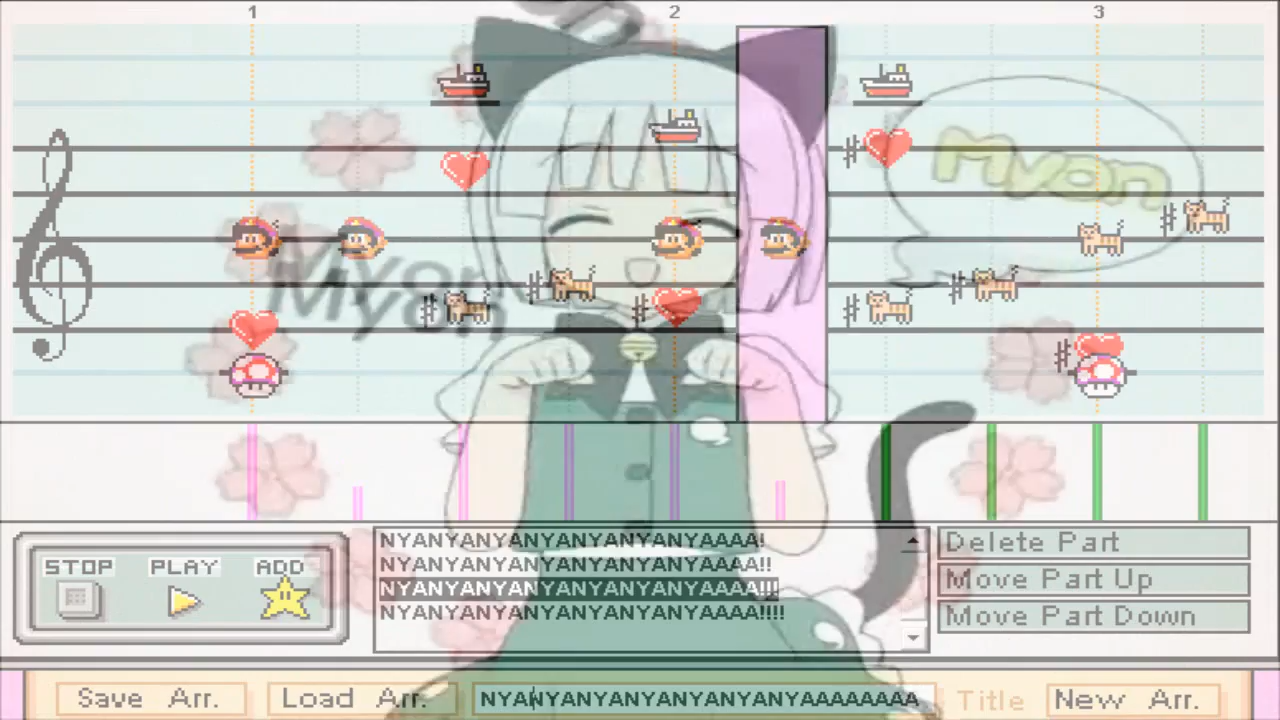 1 2 3
Myon
Myon
STOP PLAY ADD
NYANYANYANYANYANYANYAAAA!
NYANYANYANYANYANYANYAAAA!!
NYANYANYANYANYANYANYAAAA!!!
NYANYANYANYANYANYANYAAAA!!!!
Delete Part
Move Part Up
Move Part Down
Save Arr. Load Arr. NYANYANYANYANYANYANYAAAAAAAA Title New Arr.